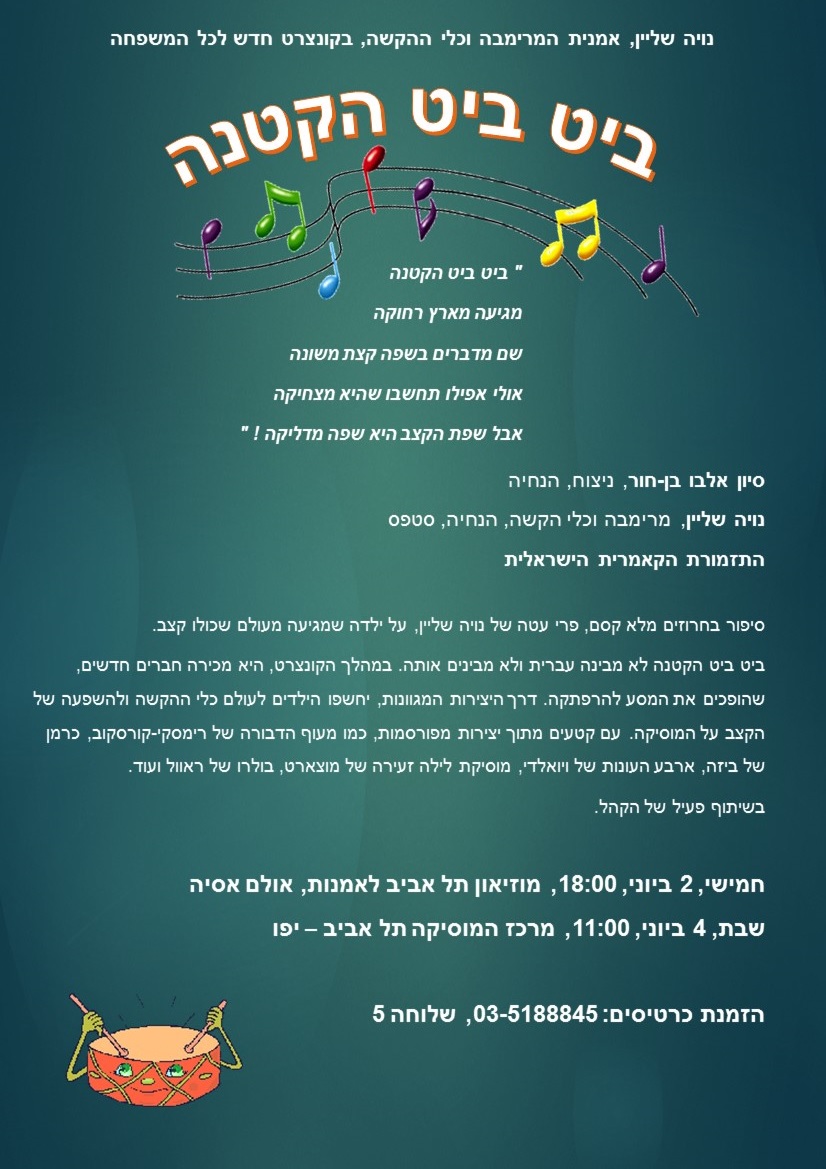 נויה שליין, אמנית המרימבה וכלי ההקשה, בקונצרט חדש לכל המשפחה
ביט ביט הקטנה
" ביט ביט הקטנה
מגיעה מארץ רחוקה
שם מדברים בשפה קצת משונה
אולי אפילו תחשבו שהיא מצחיקה
אבל שפת הקצב היא שפה מדליקה ! "
סיון אלבו בן-חור, ניצוח, הנחיה
נויה שליין, מרימבה וכלי הקשה, הנחיה, סטפס
התזמורת הקאמרית הישראלית
סיפור בחרוזים מלא קסם, פרי עטה של נויה שליין, על ילדה שמגיעה מעולם שכולו קצב.
ביט ביט הקטנה לא מבינה עברית ולא מבינים אותה. במהלך הקונצרט, היא מכירה חברים חדשים,
שהופכים את המסע להרפתקה. דרך היצירות המגוונות, יחשפו הילדים לעולם כלי ההקשה ולהשפעה של
הקצב על המוסיקה. עם קטעים מתוך יצירות מפורסמות, כמו מעוף הדבורה של רימסקי-קורסקוב, כרמן
של ביזה, ארבע העונות של ויואלדי, מוסיקת לילה זעירה של מוצארט, בולרו של ראוול ועוד.
בשיתוף פעיל של הקהל.
חמישי, 2 ביוני, 18:00, מוזיאון תל אביב לאמנות, אולם אסיה
שבת, 4 ביוני, 11:00, מרכז המוסיקה תל אביב – יפו
הזמנת כרטיסים: 03-5188845, שלוחה 5